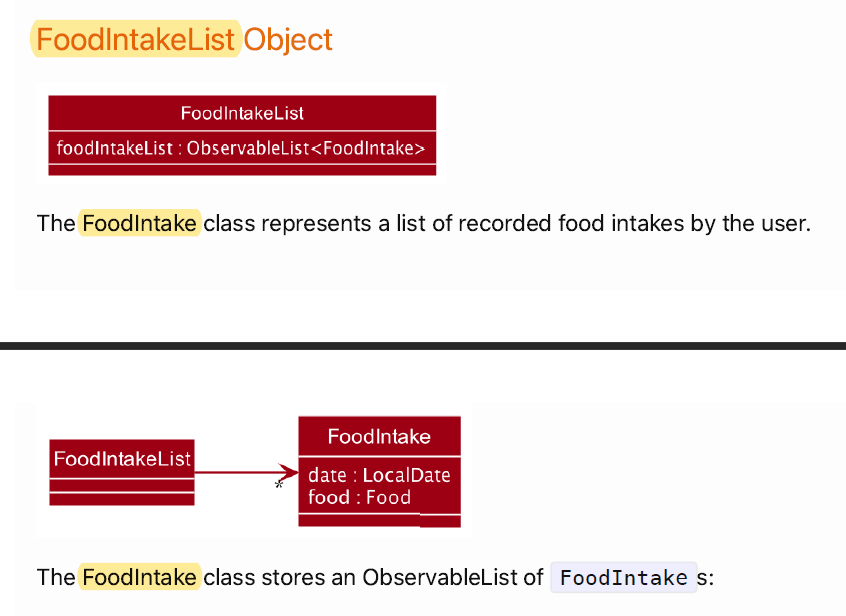 FoodIntakeList Object
FoodIntakeList
foodIntakeList : ObservableList<FoodIntake>
The FoodIntake class represents a list of recorded food intakes by the user.
FoodIntakeList
*
FoodIntake
date : LocalDate
food : Food
The FoodIntake class stores an ObservableList of FoodIntake s: